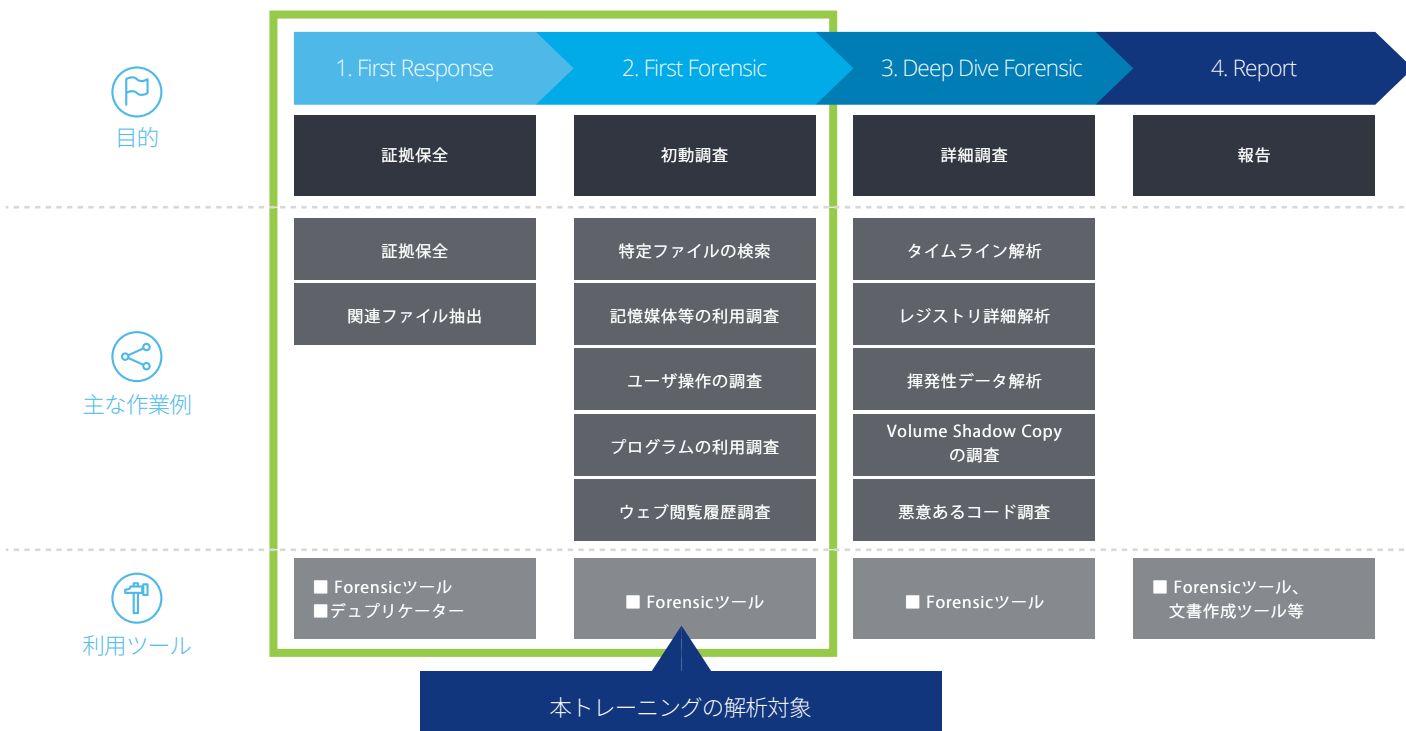 1. First Response
2. First Forensic
3. Deep Dive Forensic
4. Report
目的
証拠保全
初動調査
詳細調査
報告
主な作業例
証拠保全
関連ファイル抽出
特定ファイルの検索
記憶媒体等の利用調査
ユーザ操作の調査
プログラムの利用調査
ウェブ閲覧履歴調査
タイムライン解析
レジストリ詳細解析
揮発性データ解析
Volume Shadow Copy
の調査
悪意あるコード調査
利用ツール
■ Forensicツール
■デュプリケーター
■ Forensicツール
■ Forensicツール
■ Forensicツール、
文書作成ツール等
本トレーニングの解析対象